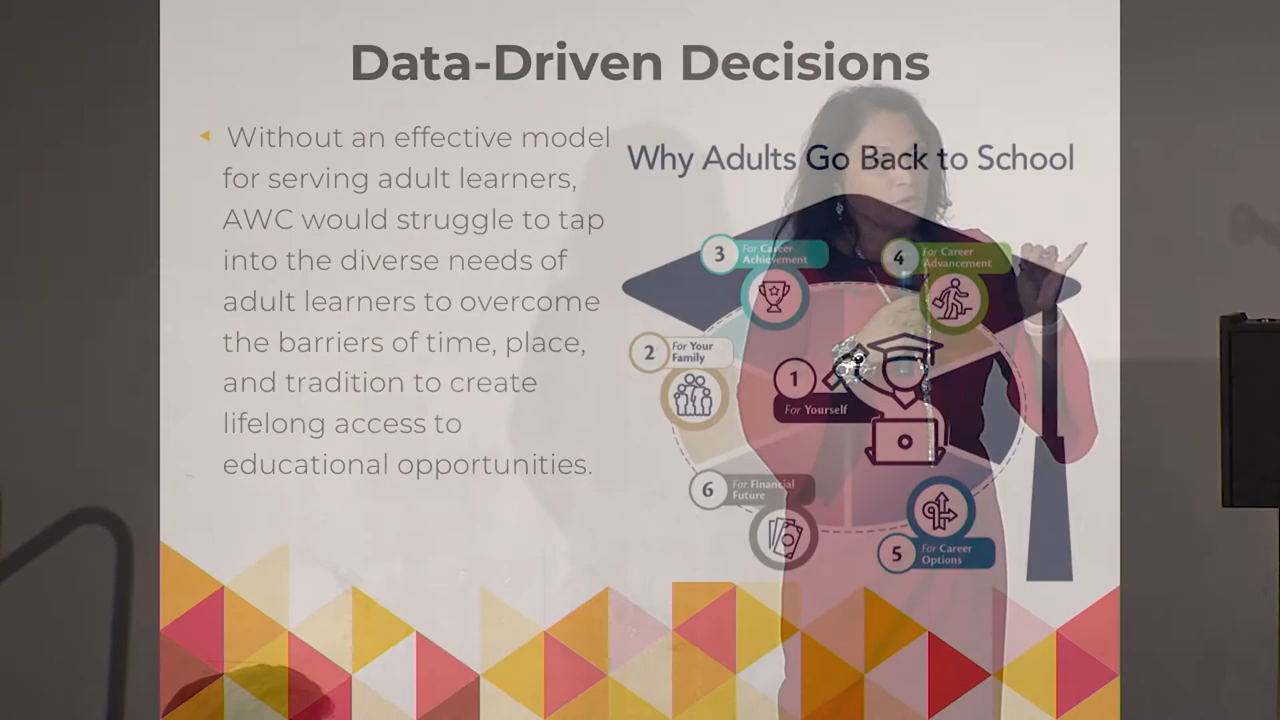 Data-Driven Decisions
Without an effective model
for serving adult learners,
AWC would struggle to tap
into the diverse needs of
adult learners to overcome
the barriers of time, place,
and tradition to create
lifelong access to
educational opportunities.
Why Adults Go Back to School
3
For Career
Achievement
4
For Career
Advancement
2
For Your
Family
1
For Yourself
6
For Financial
Future
5
For Career
Options